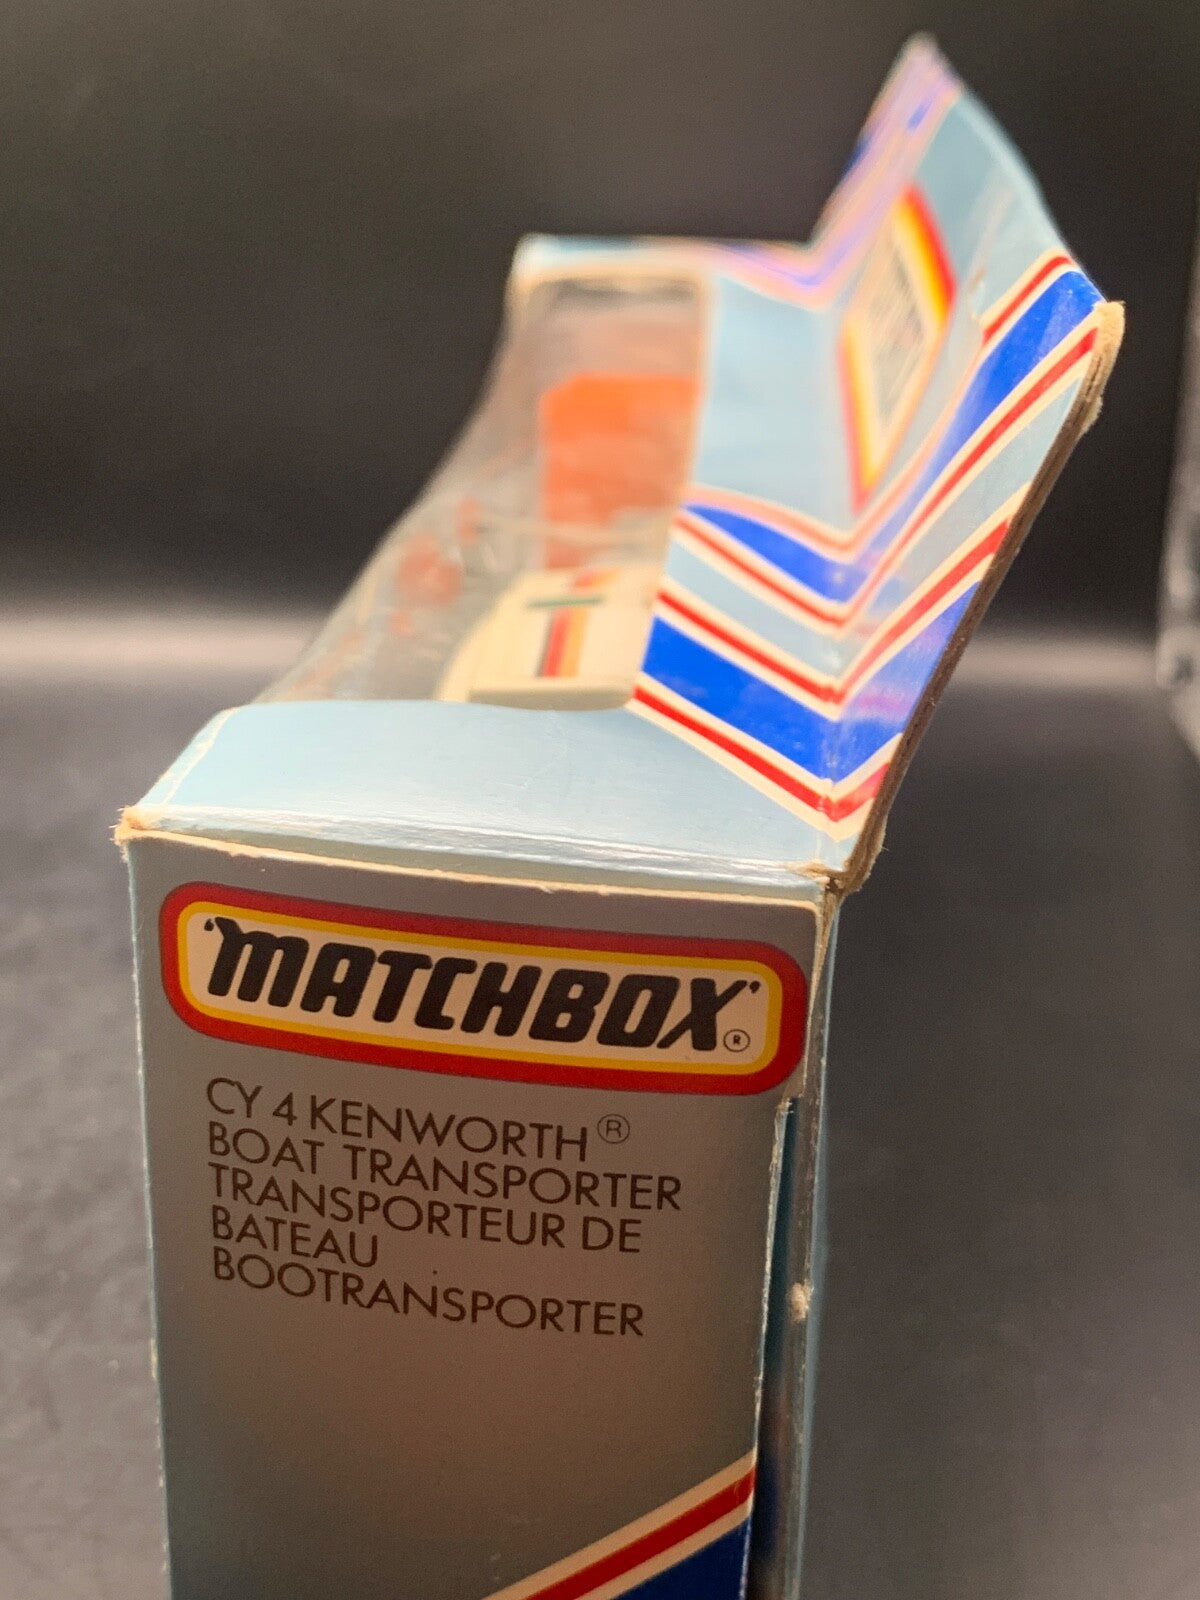 'MATCHBOX'®
CY 4 KENWORTH®
BOAT TRANSPORTER
TRANSPORTEUR DE
BATEAU
BOOTRANSPORTER